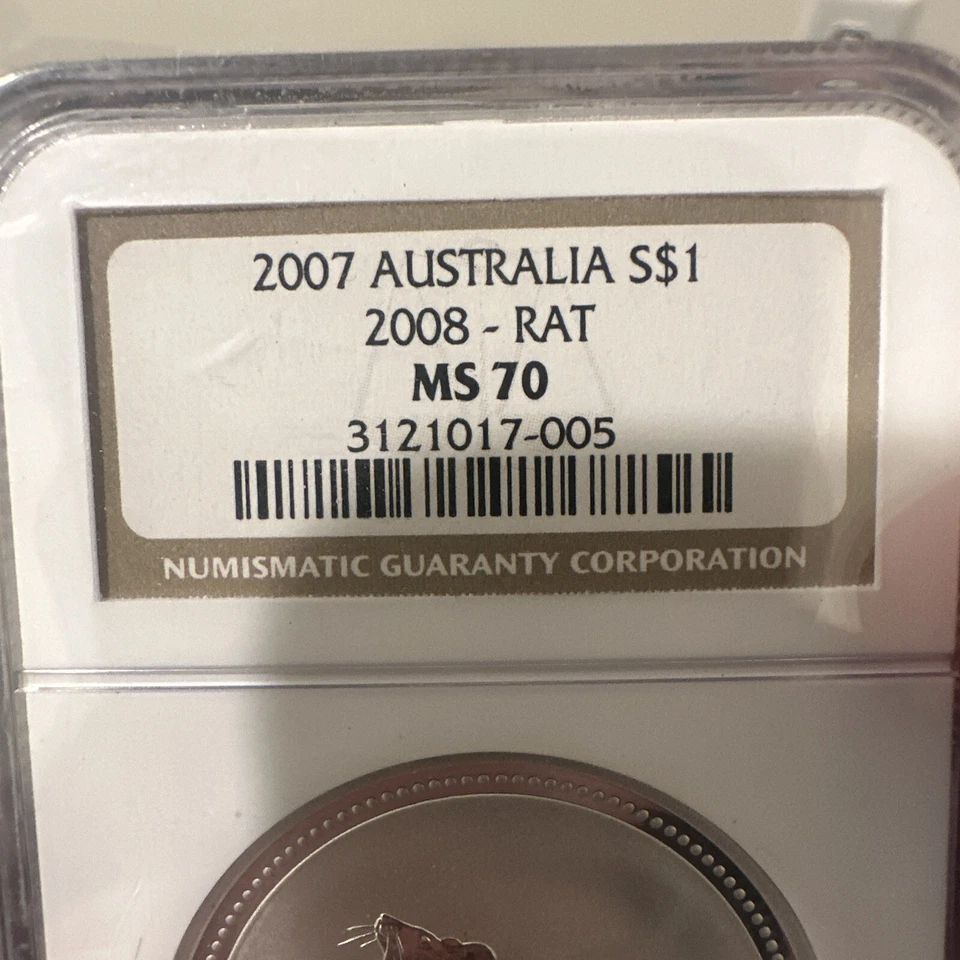 2007 AUSTRALIA S$1
2008 - RAT
MS 70
3121017-005
NUMISMATIC GUARANTY CORPORATION